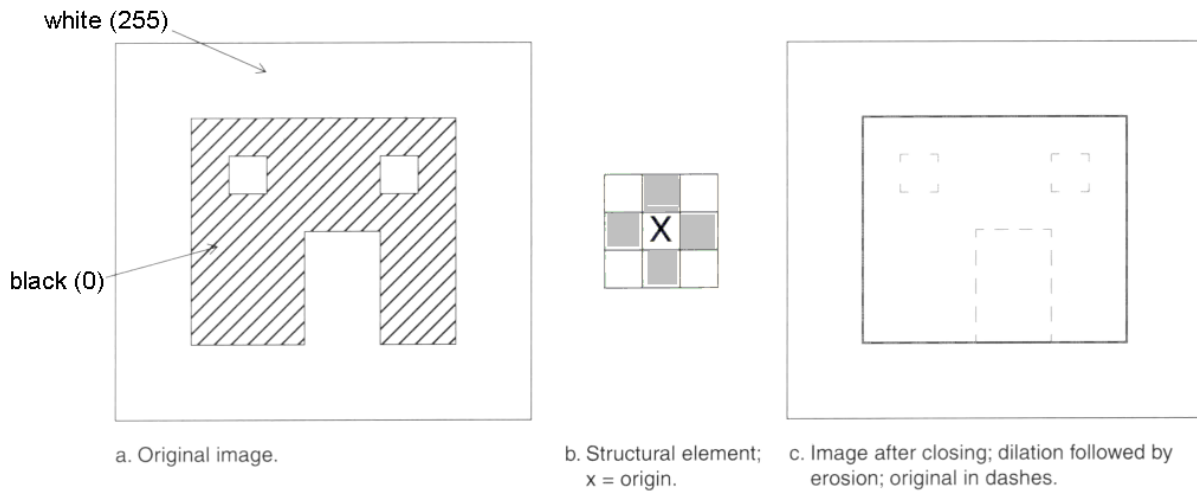 white (255)
black (0)
X
a. Original image.
b. Structural element;
x = origin.
c. Image after closing; dilation followed by
erosion; original in dashes.